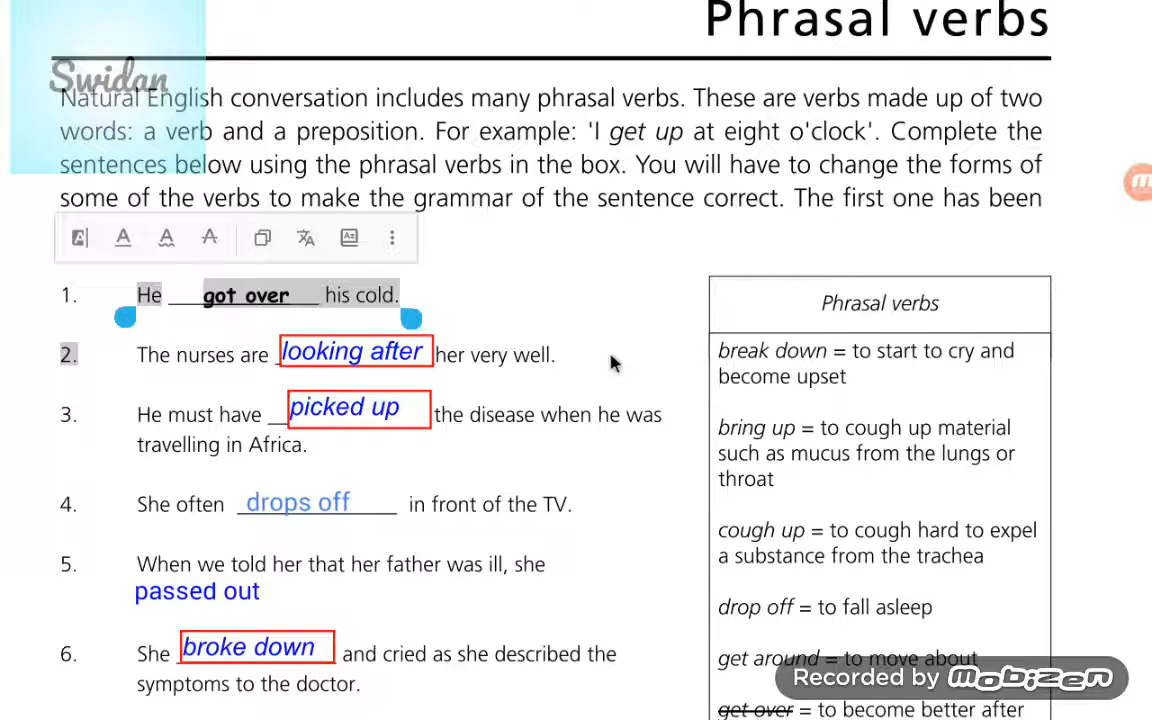 Phrasal verbs
Swidan
Natural English conversation includes many phrasal verbs. These are verbs made up of two
words: a verb and a preposition. For example: 'I get up at eight o'clock'. Complete the
sentences below using the phrasal verbs in the box. You will have to change the forms of
some of the verbs to make the grammar of the sentence correct. The first one has been
1. He got over his cold.
2. The nurses are looking after her very well.
3. He must have picked up the disease when he was
travelling in Africa.
4. She often drops off in front of the TV.
5. When we told her that her father was ill, she
passed out
6. She broke down and cried as she described the
symptoms to the doctor.
Phrasal verbs
break down = to start to cry and
become upset
bring up = to cough up material
such as mucus from the lungs or
throat
cough up = to cough hard to expel
a substance from the trachea
drop off = to fall asleep
get around = to move about
get over = to become better after
Recorded by mobizen